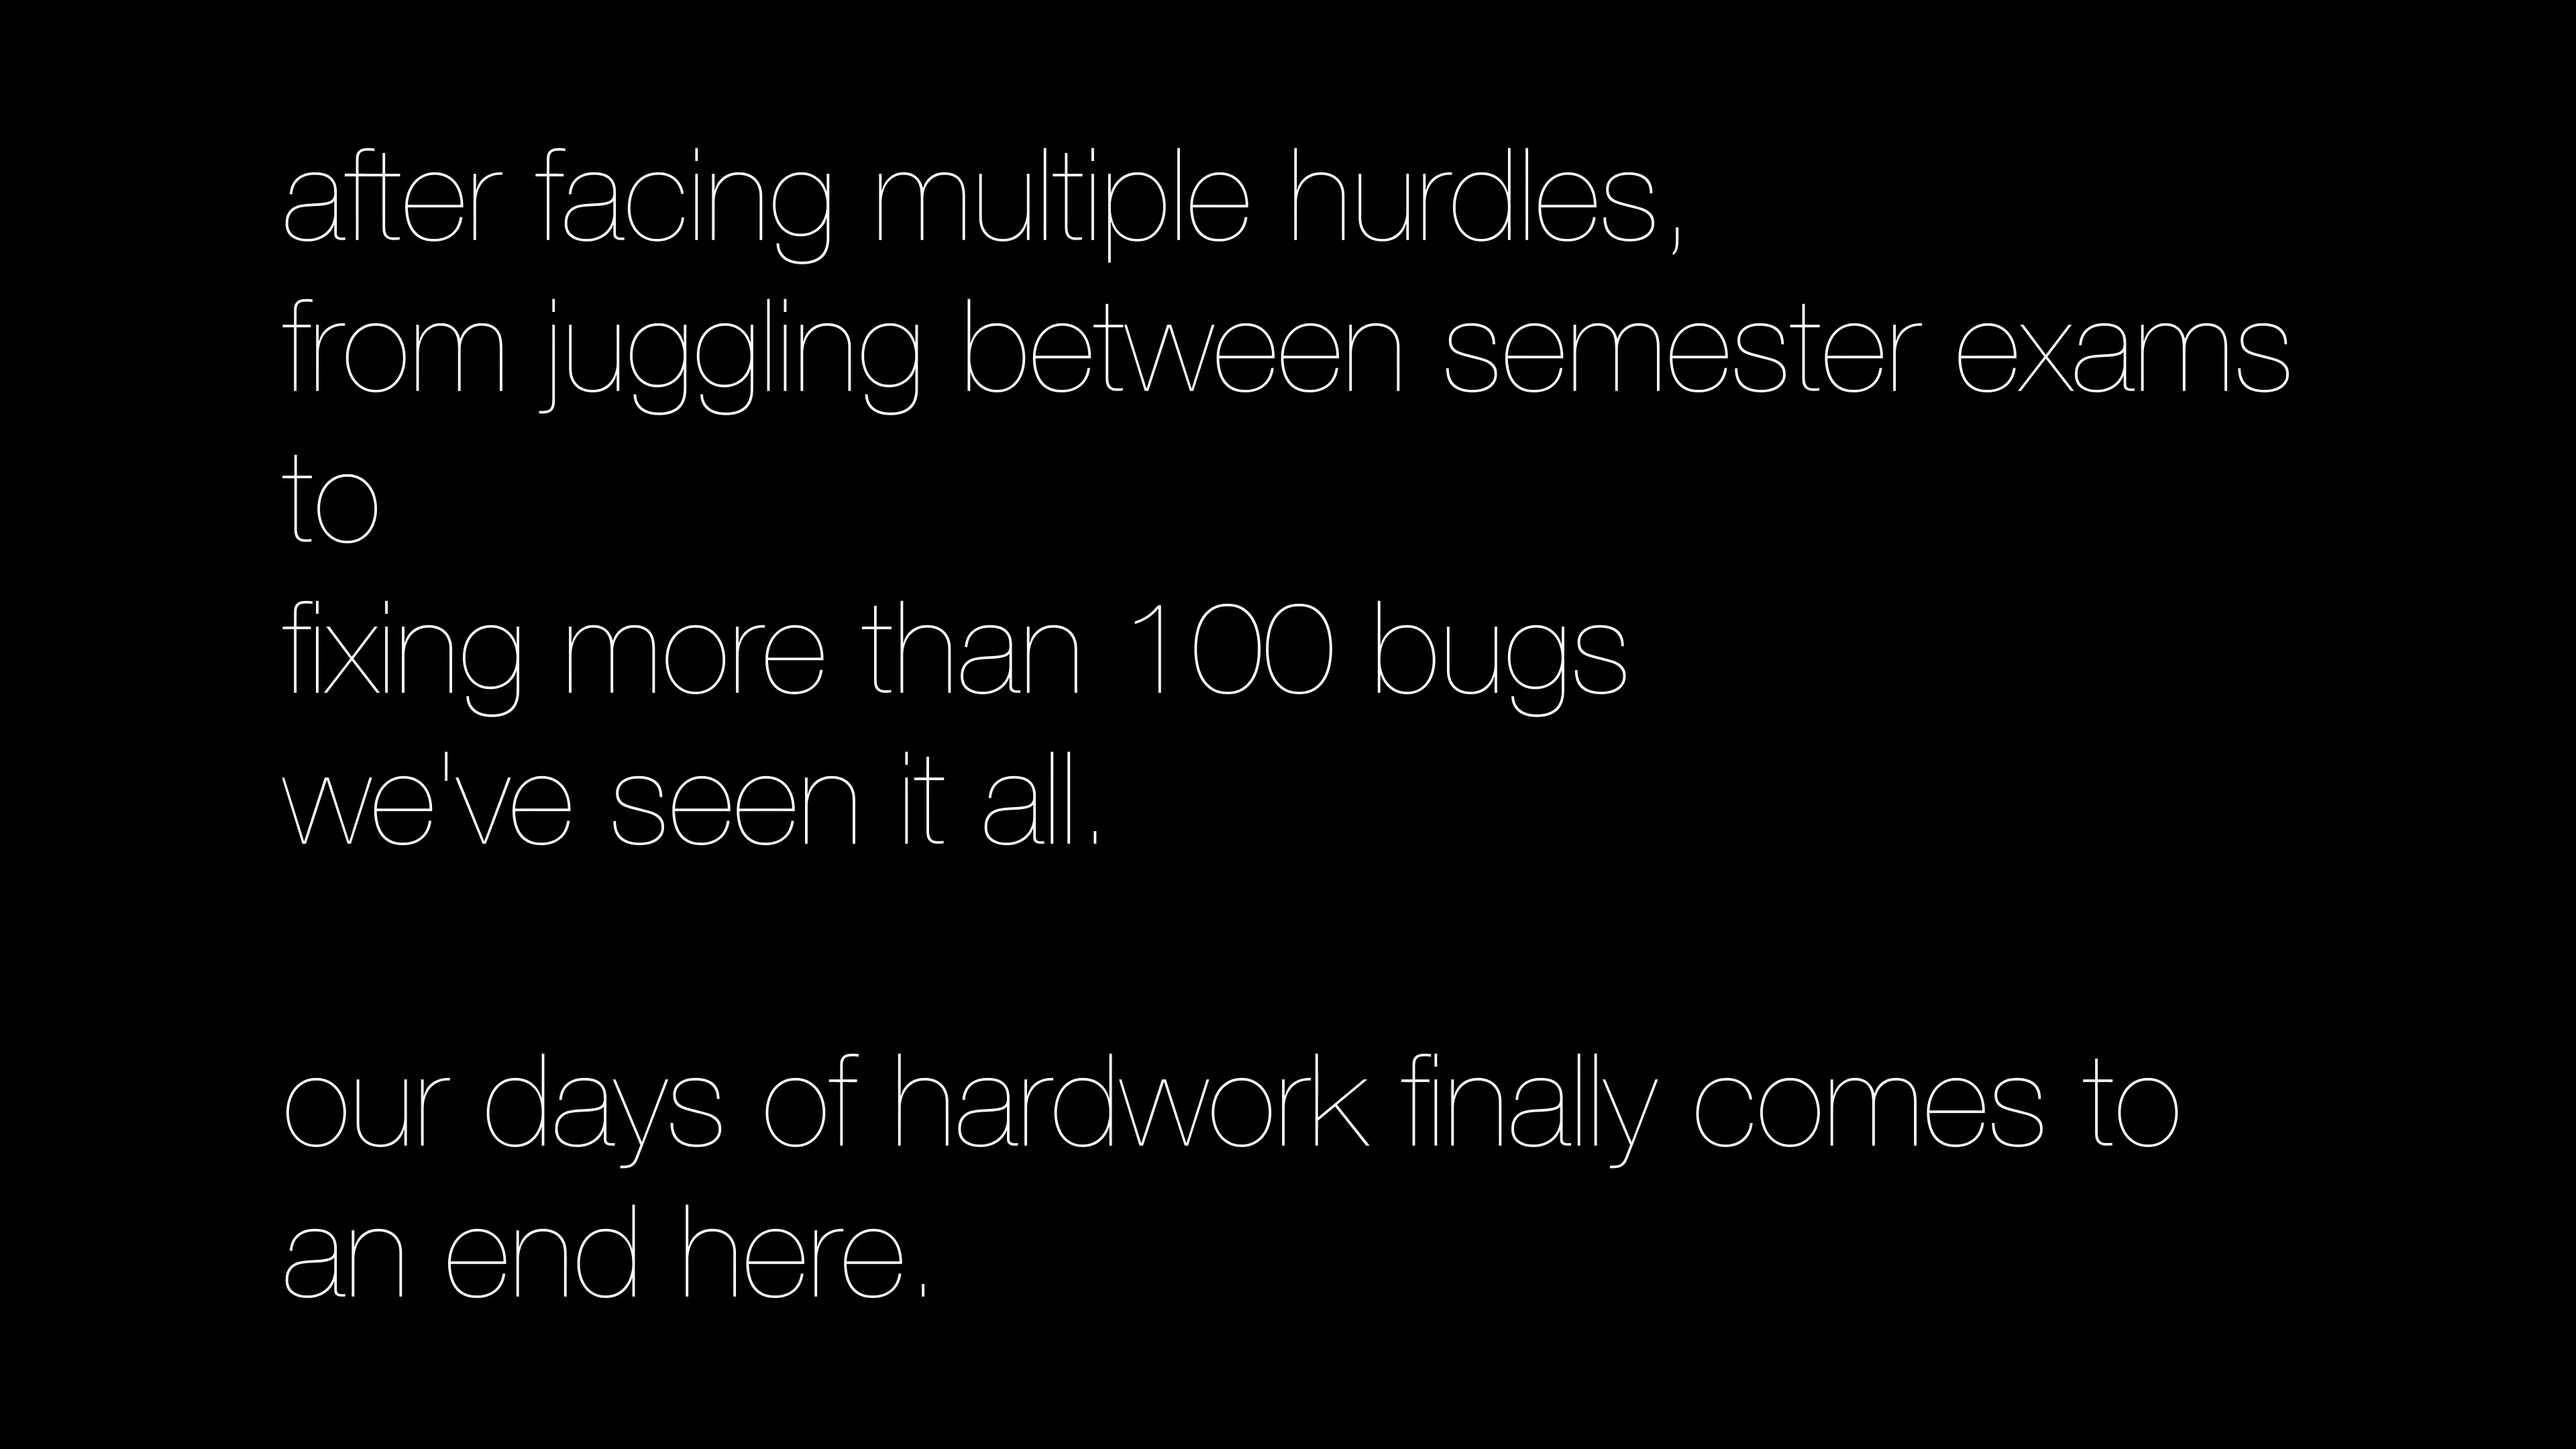 after facing multiple hurdles,
from juggling between semester exams
to
fixing more than 100 bugs
we've seen it all.
our days of hardwork finally comes to
an end here.